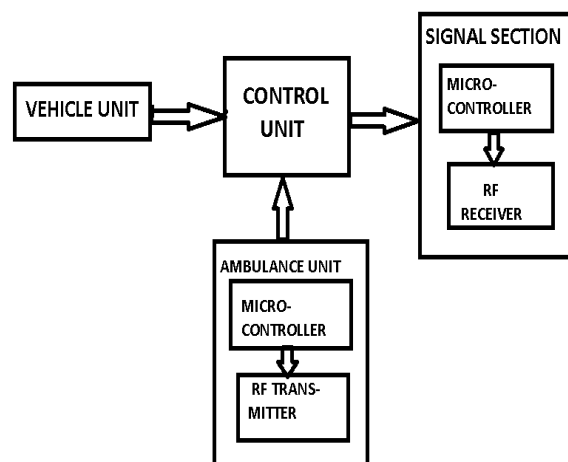 SIGNAL SECTION
MICRO-
CONTROLLER
RF
RECEIVER
VEHICLE UNIT
CONTROL
UNIT
AMBULANCE UNIT
MICRO-
CONTROLLER
RF TRANS-
MITTER